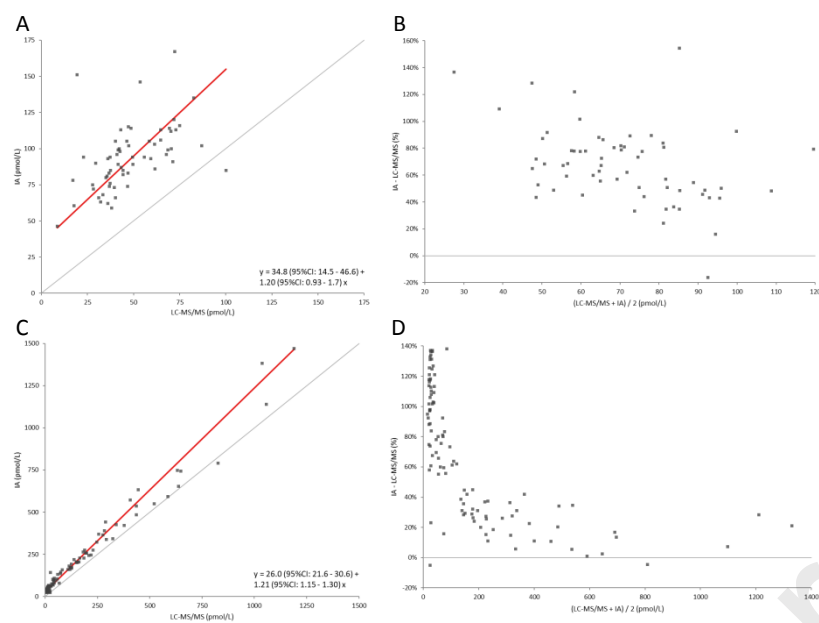 A
175
150
125
100
75
50
25
0
IA (pmol/L)
y = 34.8 (95%CI: 14.5 - 46.6) +
1.20 (95%CI: 0.93 - 1.7) x
0 25 50 75 100 125 150 175
LC-MS/MS (pmol/L)
B
160%
140%
120%
100%
80%
60%
40%
20%
0%
-20%
IA - LC-MS/MS (%)
20 30 40 50 60 70 80 90 100 110 120
(LC-MS/MS + IA) / 2 (pmol/L)
C
1500
1250
1000
750
500
250
0
IA (pmol/L)
y = 26.0 (95%CI: 21.6 - 30.6) +
1.21 (95%CI: 1.15 - 1.30) x
0 250 500 750 1000 1250 1500
LC-MS/MS (pmol/L)
D
140%
120%
100%
80%
60%
40%
20%
0%
-20%
IA - LC-MS/MS (%)
0 200 400 600 800 1000 1200 1400
(LC-MS/MS + IA) / 2 (pmol/L)